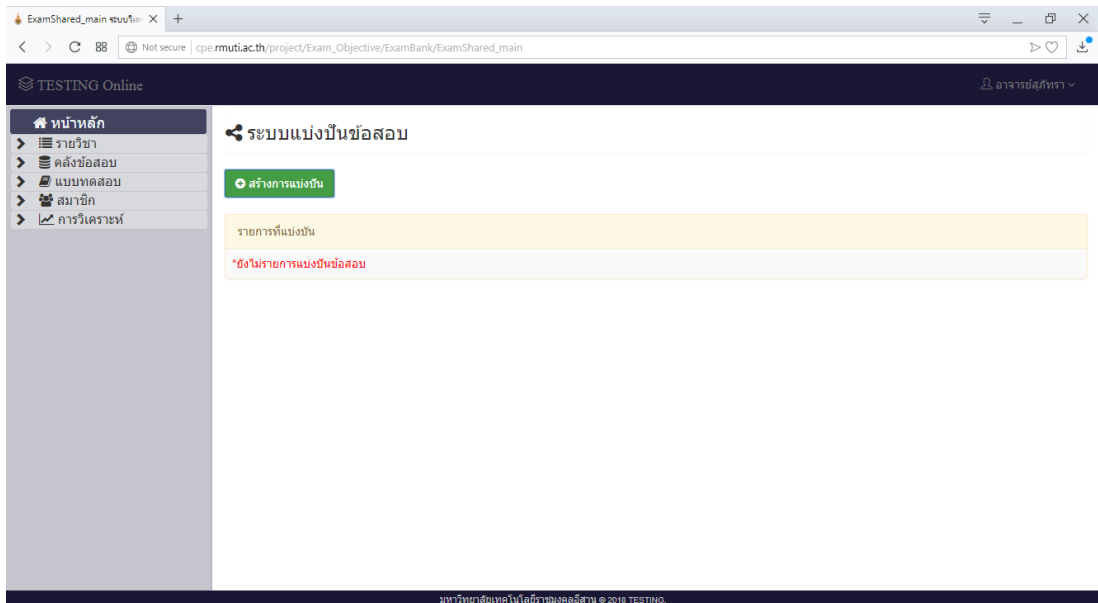 ExamShared_main ระบบวิเค
Not secure cpe.rmuti.ac.th/project/Exam_Objective/ExamBank/ExamShared_main
TESTING Online
อาจารย์สุภัทรา
หน้าหลัก
รายวิชา
คลังข้อสอบ
แบบทดสอบ
สมาชิก
การวิเคราะห์
ระบบแบ่งปันข้อสอบ
สร้างการแบ่งปัน
รายการที่แบ่งปัน
*ยังไม่รายการแบ่งปันข้อสอบ
มหาวิทยาลัยเทคโนโลยีราชมงคลอีสาน © 2018 TESTING.